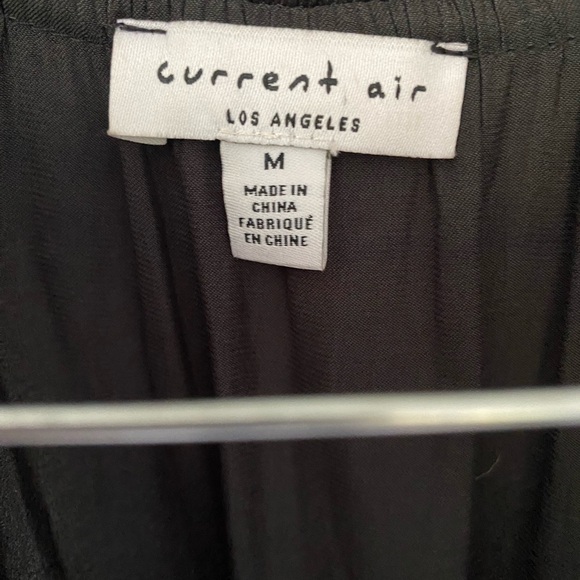 current air
LOS ANGELES
M
MADE IN
CHINA
FABRIQUÉ
EN CHINE